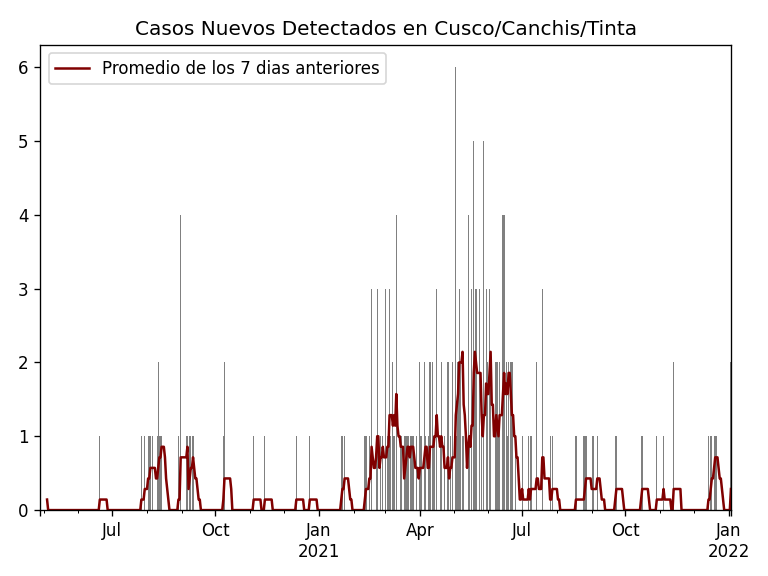 Casos Nuevos Detectados en Cusco/Canchis/Tinta
Promedio de los 7 dias anteriores
6
5
4
3
2
1
0
Jul
Oct
Jan
2021
Apr
Jul
Oct
Jan
2022